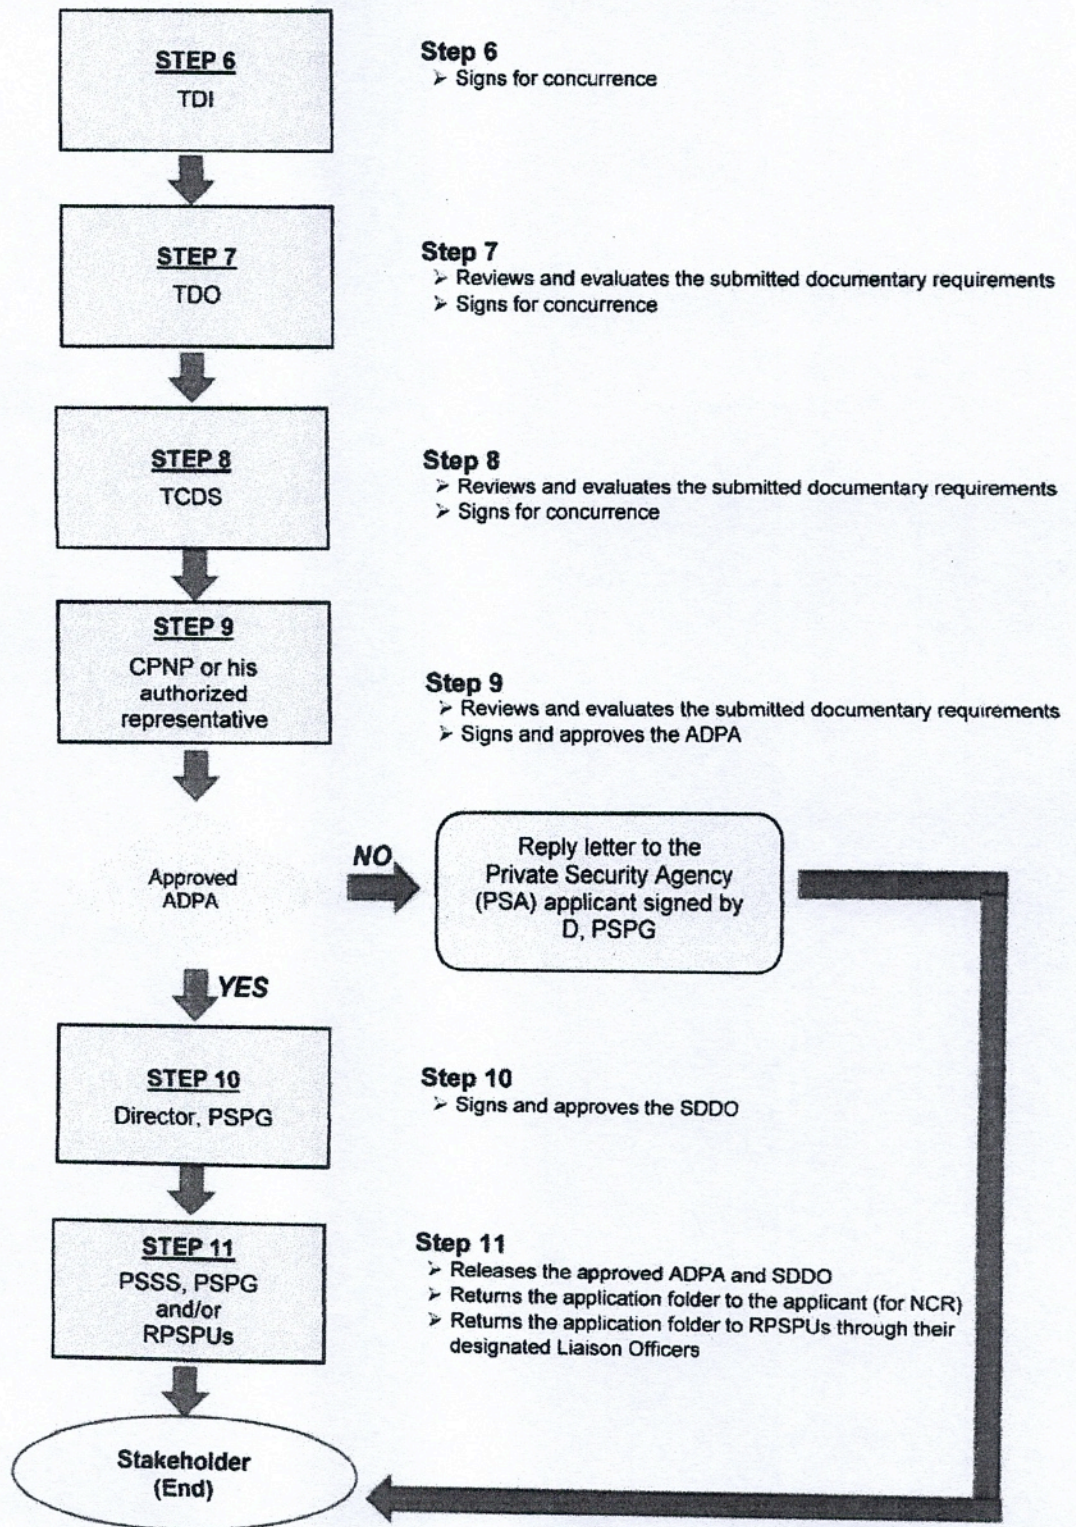 STEP 6
TDI
Step 6
➢ Signs for concurrence
STEP 7
TDO
Step 7
➢ Reviews and evaluates the submitted documentary requirements
➢ Signs for concurrence
STEP 8
TCDS
Step 8
➢ Reviews and evaluates the submitted documentary requirements
➢ Signs for concurrence
STEP 9
CPNP or his
authorized
representative
Step 9
➢ Reviews and evaluates the submitted documentary requirements
➢ Signs and approves the ADPA
Approved
ADPA
NO
Reply letter to the
Private Security Agency
(PSA) applicant signed by
D, PSPG
YES
STEP 10
Director, PSPG
Step 10
➢ Signs and approves the SDDO
STEP 11
PSSS, PSPG
and/or
RPSPUs
Step 11
➢ Releases the approved ADPA and SDDO
➢ Returns the application folder to the applicant (for NCR)
➢ Returns the application folder to RPSPUs through their
designated Liaison Officers
Stakeholder
(End)